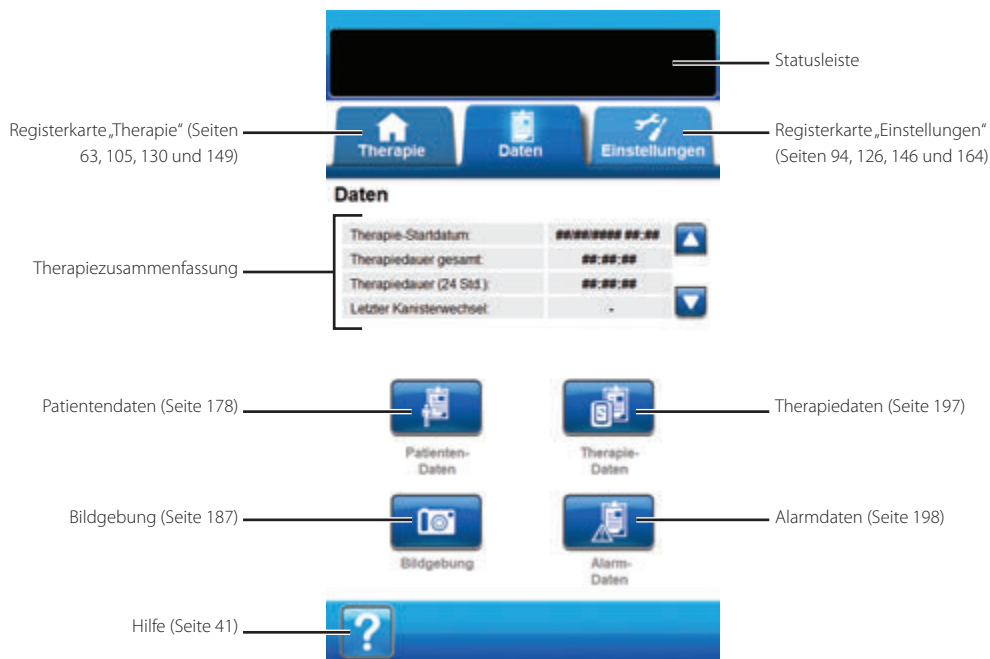 Statusleiste
Registerkarte „Therapie“ (Seiten
63, 105, 130 und 149)
Therapie
Daten
Einstellungen
Registerkarte „Einstellungen“
(Seiten 94, 126, 146 und 164)
Daten
Therapiezusammenfassung
Therapie-Startdatum: ##/##/#### ##:##
Therapiedauer gesamt: ##:##:##
Therapiedauer (24 Std.): ##:##:##
Letzter Kanisterwechsel: -
Patientendaten (Seite 178)
Patienten-
Daten
Therapie-
Daten
Therapiedaten (Seite 197)
Bildgebung (Seite 187)
Bildgebung
Alarm-
Daten
Alarmdaten (Seite 198)
Hilfe (Seite 41)
?